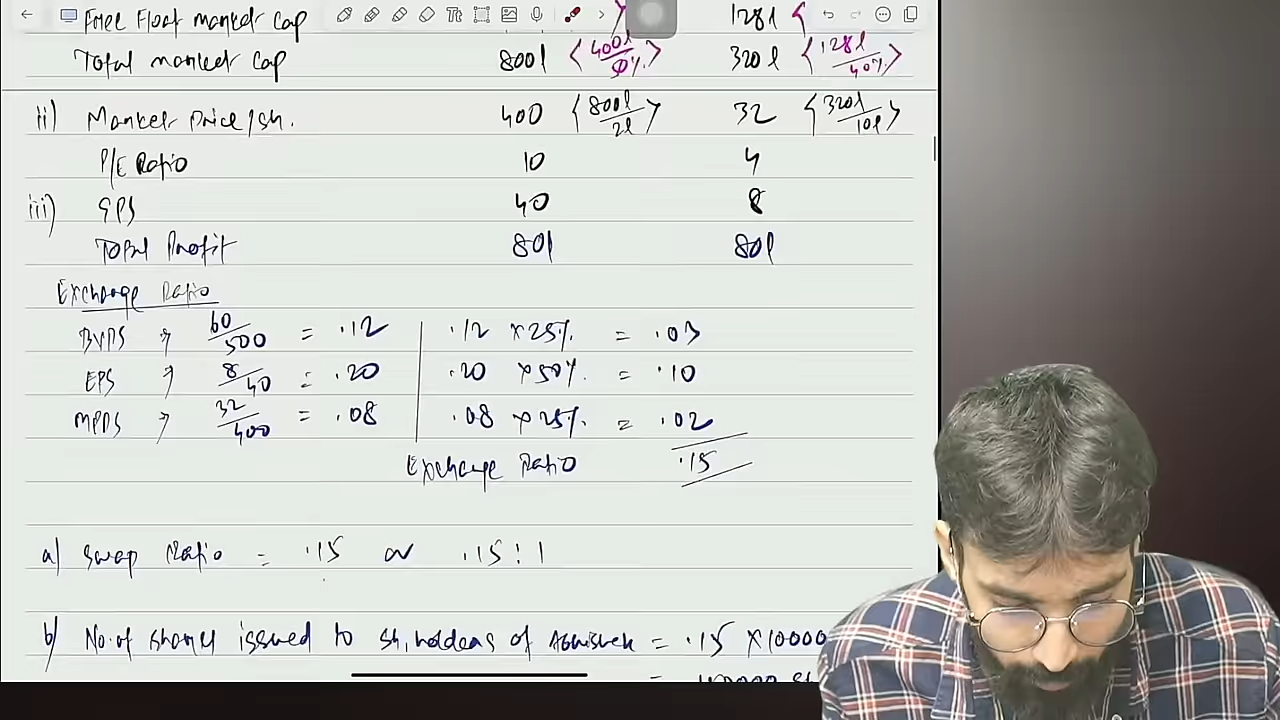 Free Float market cap 128l
Total market cap 800l < 400l/50% > 320l < 128l/40% >
ii) Market Price/sh. 400 < 800l/2l > 32 < 320l/10l >
P/E Ratio 10 4
iii) EPS 40 8
Total Profit 80l 80l
Exchange Ratio
BVPS → 60/500 = .12 | .12 × 25% = .03
EPS → 8/40 = .20 | .20 × 50% = .10
MPPS → 32/400 = .08 | .08 × 25% = .02
Exchange Ratio .15
a) Swap Ratio = .15 or .15 : 1
b) No. of shares issued to sh. holders of Abhishek = .15 × 10000
=